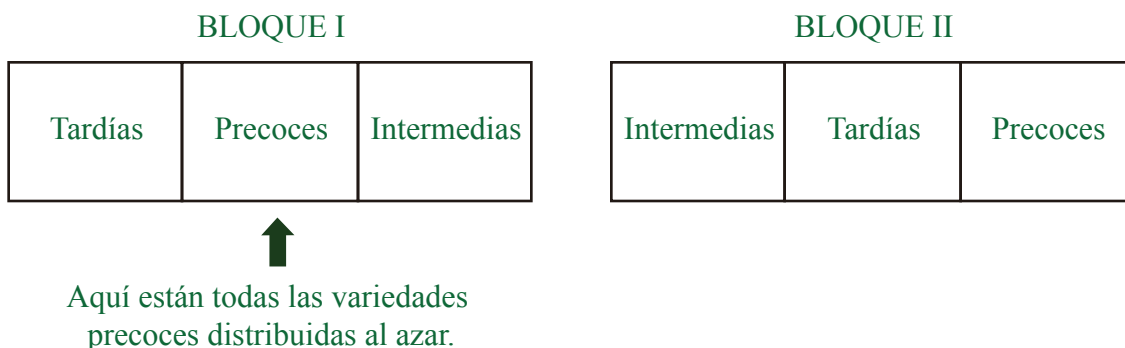 BLOQUE I
BLOQUE II
Tardías
Precoces
Intermedias
Intermedias
Tardías
Precoces
Aquí están todas las variedades
precoces distribuidas al azar.